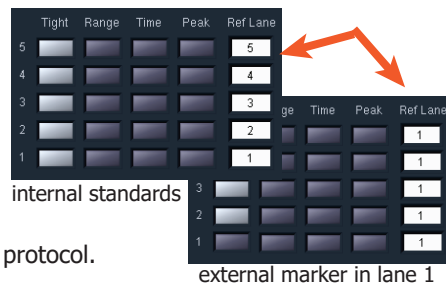 Tight Range Time Peak Ref Lane
5 5
4 4
3 3
2 2
1 1
internal standards
ge Time Peak Ref Lane
1
1
3 1
2 1
1 1
protocol.
external marker in lane 1